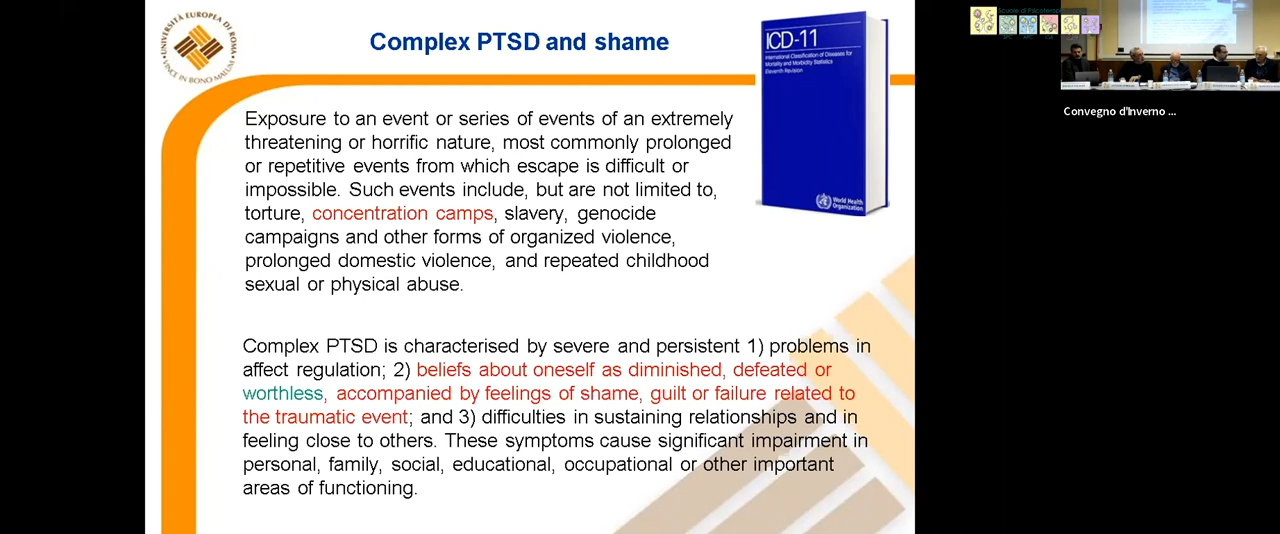 Complex PTSD and shame
UNIVERSITÀ EUROPEA DI ROMA
VINCE IN BONO MALUM
ICD-11
International Classification of Diseases for
Mortality and Morbidity Statistics
Eleventh Revision
World Health
Organization
Exposure to an event or series of events of an extremely
threatening or horrific nature, most commonly prolonged
or repetitive events from which escape is difficult or
impossible. Such events include, but are not limited to,
torture, concentration camps, slavery, genocide
campaigns and other forms of organized violence,
prolonged domestic violence, and repeated childhood
sexual or physical abuse.
Complex PTSD is characterised by severe and persistent 1) problems in
affect regulation; 2) beliefs about oneself as diminished, defeated or
worthless, accompanied by feelings of shame, guilt or failure related to
the traumatic event; and 3) difficulties in sustaining relationships and in
feeling close to others. These symptoms cause significant impairment in
personal, family, social, educational, occupational or other important
areas of functioning.
Scuole di Psicoterapia
Convegno d'Inverno ...